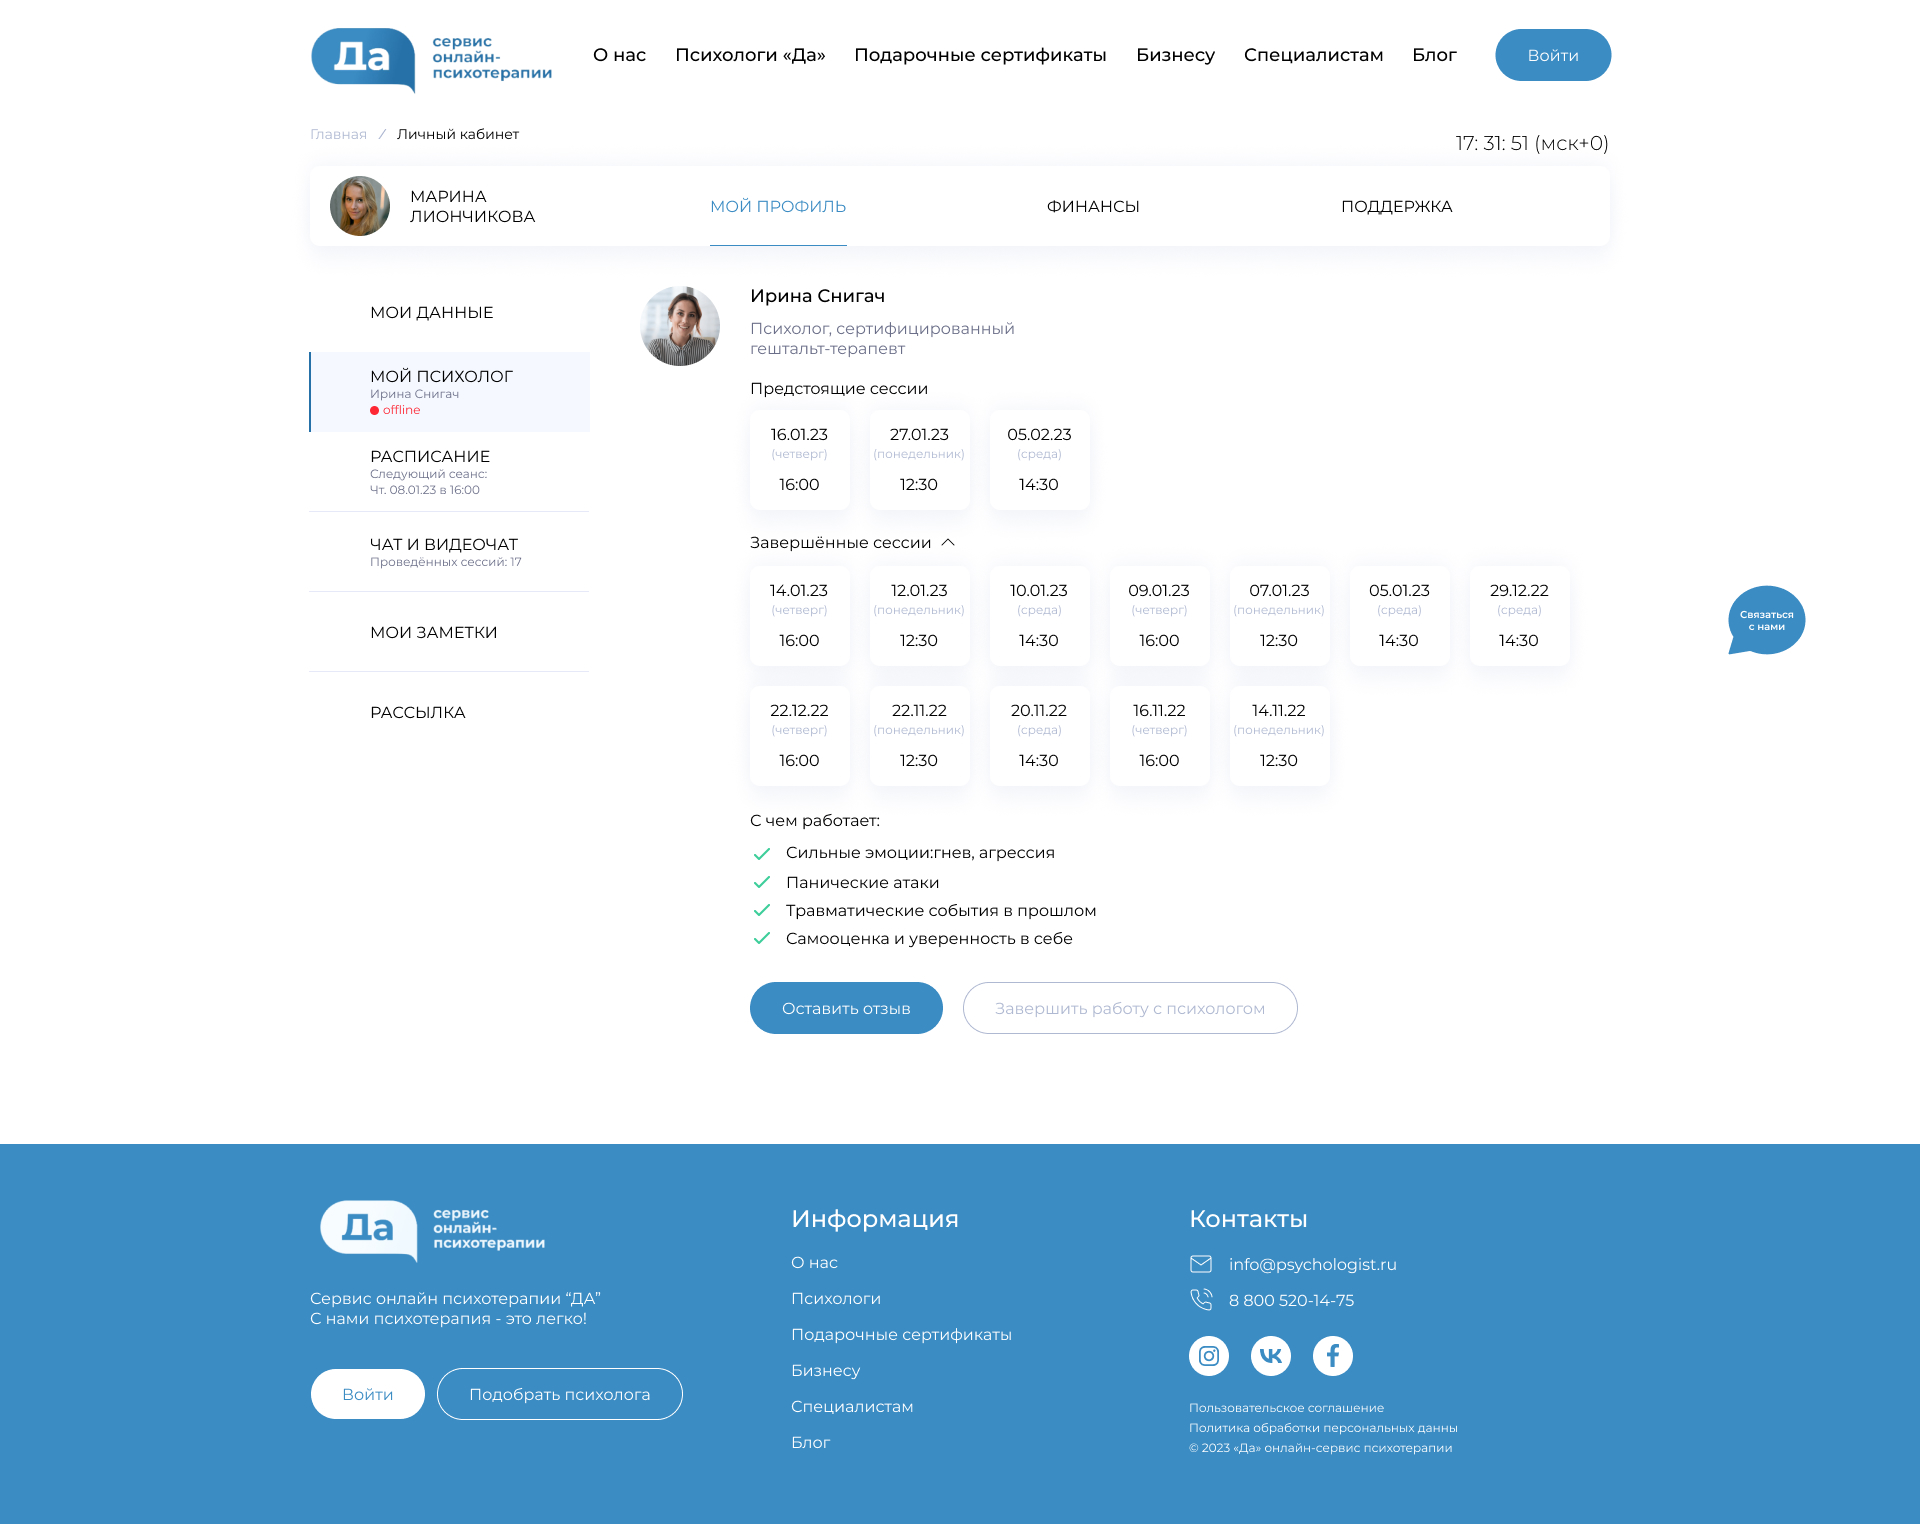 Да
сервис
онлайн-
психотерапии
О нас
Психологи «Да»
Подарочные сертификаты
Бизнесу
Специалистам
Блог
Войти
Главная / Личный кабинет
17: 31: 51 (мск+0)
МАРИНА
ЛИОНЧИКОВА
МОЙ ПРОФИЛЬ
ФИНАНСЫ
ПОДДЕРЖКА
МОИ ДАННЫЕ
МОЙ ПСИХОЛОГ
Ирина Снигач
offline
РАСПИСАНИЕ
Следующий сеанс:
Чт. 08.01.23 в 16:00
ЧАТ И ВИДЕОЧАТ
Проведённых сессий: 17
МОИ ЗАМЕТКИ
РАССЫЛКА
Ирина Снигач
Психолог, сертифицированный
гештальт-терапевт
Предстоящие сессии
16.01.23
(четверг)
16:00
27.01.23
(понедельник)
12:30
05.02.23
(среда)
14:30
Завершённые сессии
14.01.23
(четверг)
16:00
12.01.23
(понедельник)
12:30
10.01.23
(среда)
14:30
09.01.23
(четверг)
16:00
07.01.23
(понедельник)
12:30
05.01.23
(среда)
14:30
29.12.22
(среда)
14:30
22.12.22
(четверг)
16:00
22.11.22
(понедельник)
12:30
20.11.22
(среда)
14:30
16.11.22
(четверг)
16:00
14.11.22
(понедельник)
12:30
С чем работает:
Сильные эмоции:гнев, агрессия
Панические атаки
Травматические события в прошлом
Самооценка и уверенность в себе
Оставить отзыв
Завершить работу с психологом
Связаться
с нами
Да
сервис
онлайн-
психотерапии
Сервис онлайн психотерапии “ДА”
С нами психотерапия - это легко!
Войти
Подобрать психолога
Информация
О нас
Психологи
Подарочные сертификаты
Бизнесу
Специалистам
Блог
Контакты
info@psychologist.ru
8 800 520-14-75
Пользовательское соглашение
Политика обработки персональных данны
© 2023 «Да» онлайн-сервис психотерапии